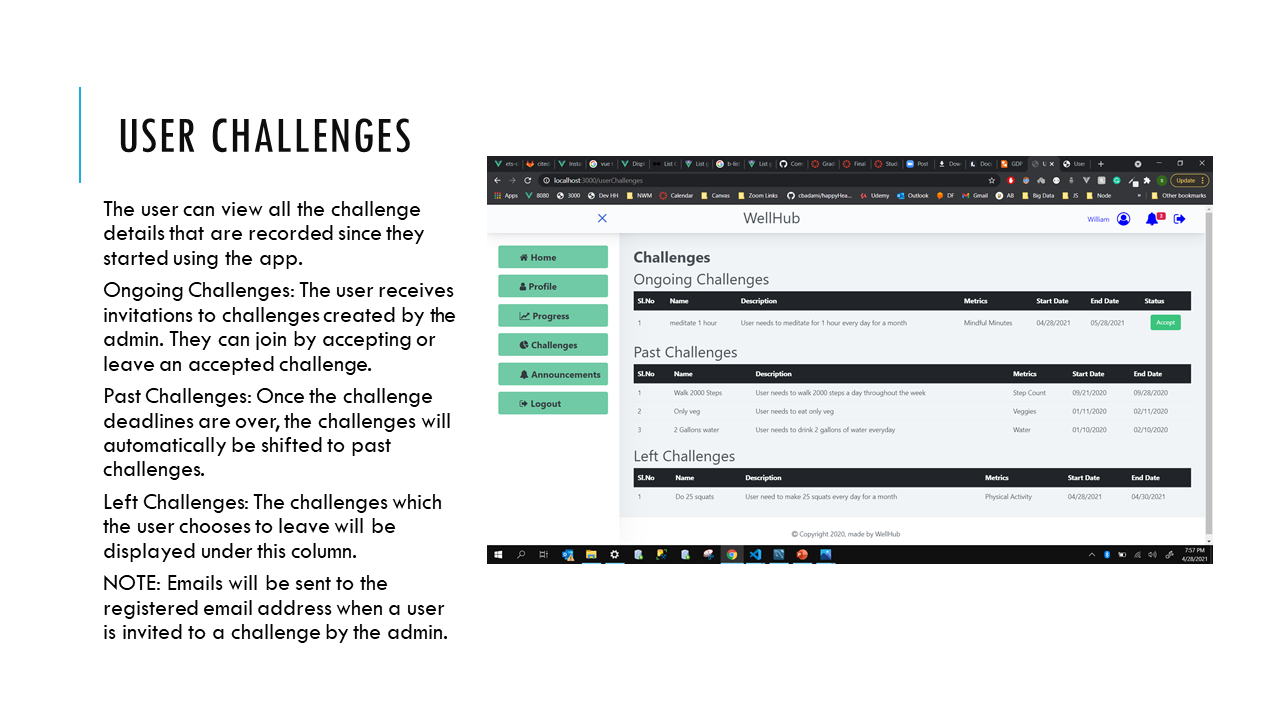 USER CHALLENGES
The user can view all the challenge
details that are recorded since they
started using the app.
Ongoing Challenges: The user receives
invitations to challenges created by the
admin. They can join by accepting or
leave an accepted challenge.
Past Challenges: Once the challenge
deadlines are over, the challenges will
automatically be shifted to past
challenges.
Left Challenges: The challenges which
the user chooses to leave will be
displayed under this column.
NOTE: Emails will be sent to the
registered email address when a user
is invited to a challenge by the admin.
localhost:3000/userChallenges Update
Apps 8080 3000 Dev HH NWM Calendar Canvas Zoom Links cbadami/happyHea... Udemy Outlook DF Gmail AB Big Data JS Node » Other bookmarks
WellHub William 3
Home
Profile
Progress
Challenges
Announcements
Logout
Challenges
Ongoing Challenges
Sl.No Name Description Metrics Start Date End Date Status
1 meditate 1 hour User needs to meditate for 1 hour every day for a month Mindful Minutes 04/28/2021 05/28/2021 Accept
Past Challenges
Sl.No Name Description Metrics Start Date End Date
1 Walk 2000 Steps User needs to walk 2000 steps a day throughout the week Step Count 09/21/2020 09/28/2020
2 Only veg User needs to eat only veg Veggies 01/11/2020 02/11/2020
3 2 Gallons water User needs to drink 2 gallons of water everyday Water 01/10/2020 02/10/2020
Left Challenges
Sl.No Name Description Metrics Start Date End Date
1 Do 25 squats User need to make 25 squats every day for a month Physical Activity 04/28/2021 04/30/2021
© Copyright 2020, made by WellHub
7:57 PM
4/28/2021